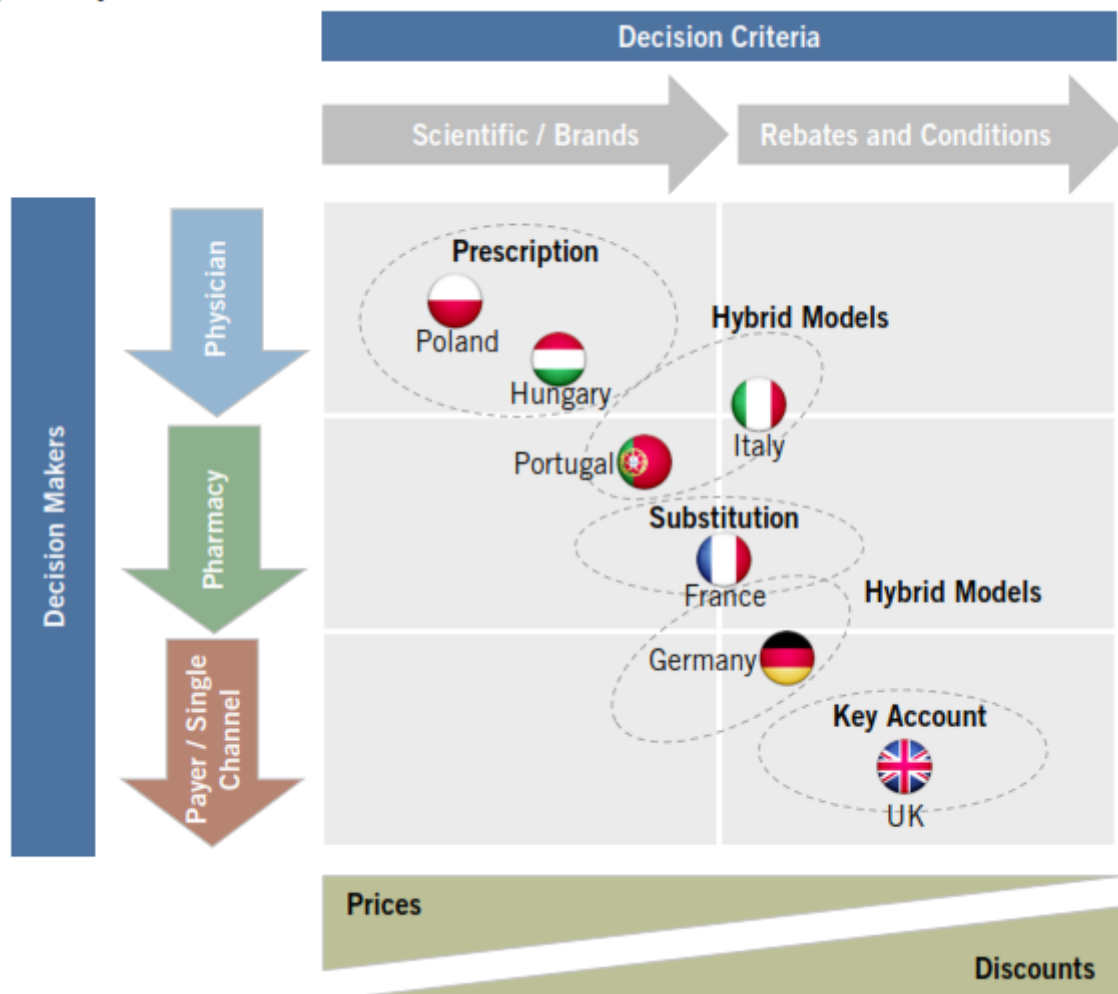 Decision Criteria
Scientific / Brands
Rebates and Conditions
Decision Makers
Physician
Pharmacy
Payer / Single
Channel
Prescription
Poland
Hungary
Hybrid Models
Italy
Portugal
Substitution
France
Hybrid Models
Germany
Key Account
UK
Prices
Discounts